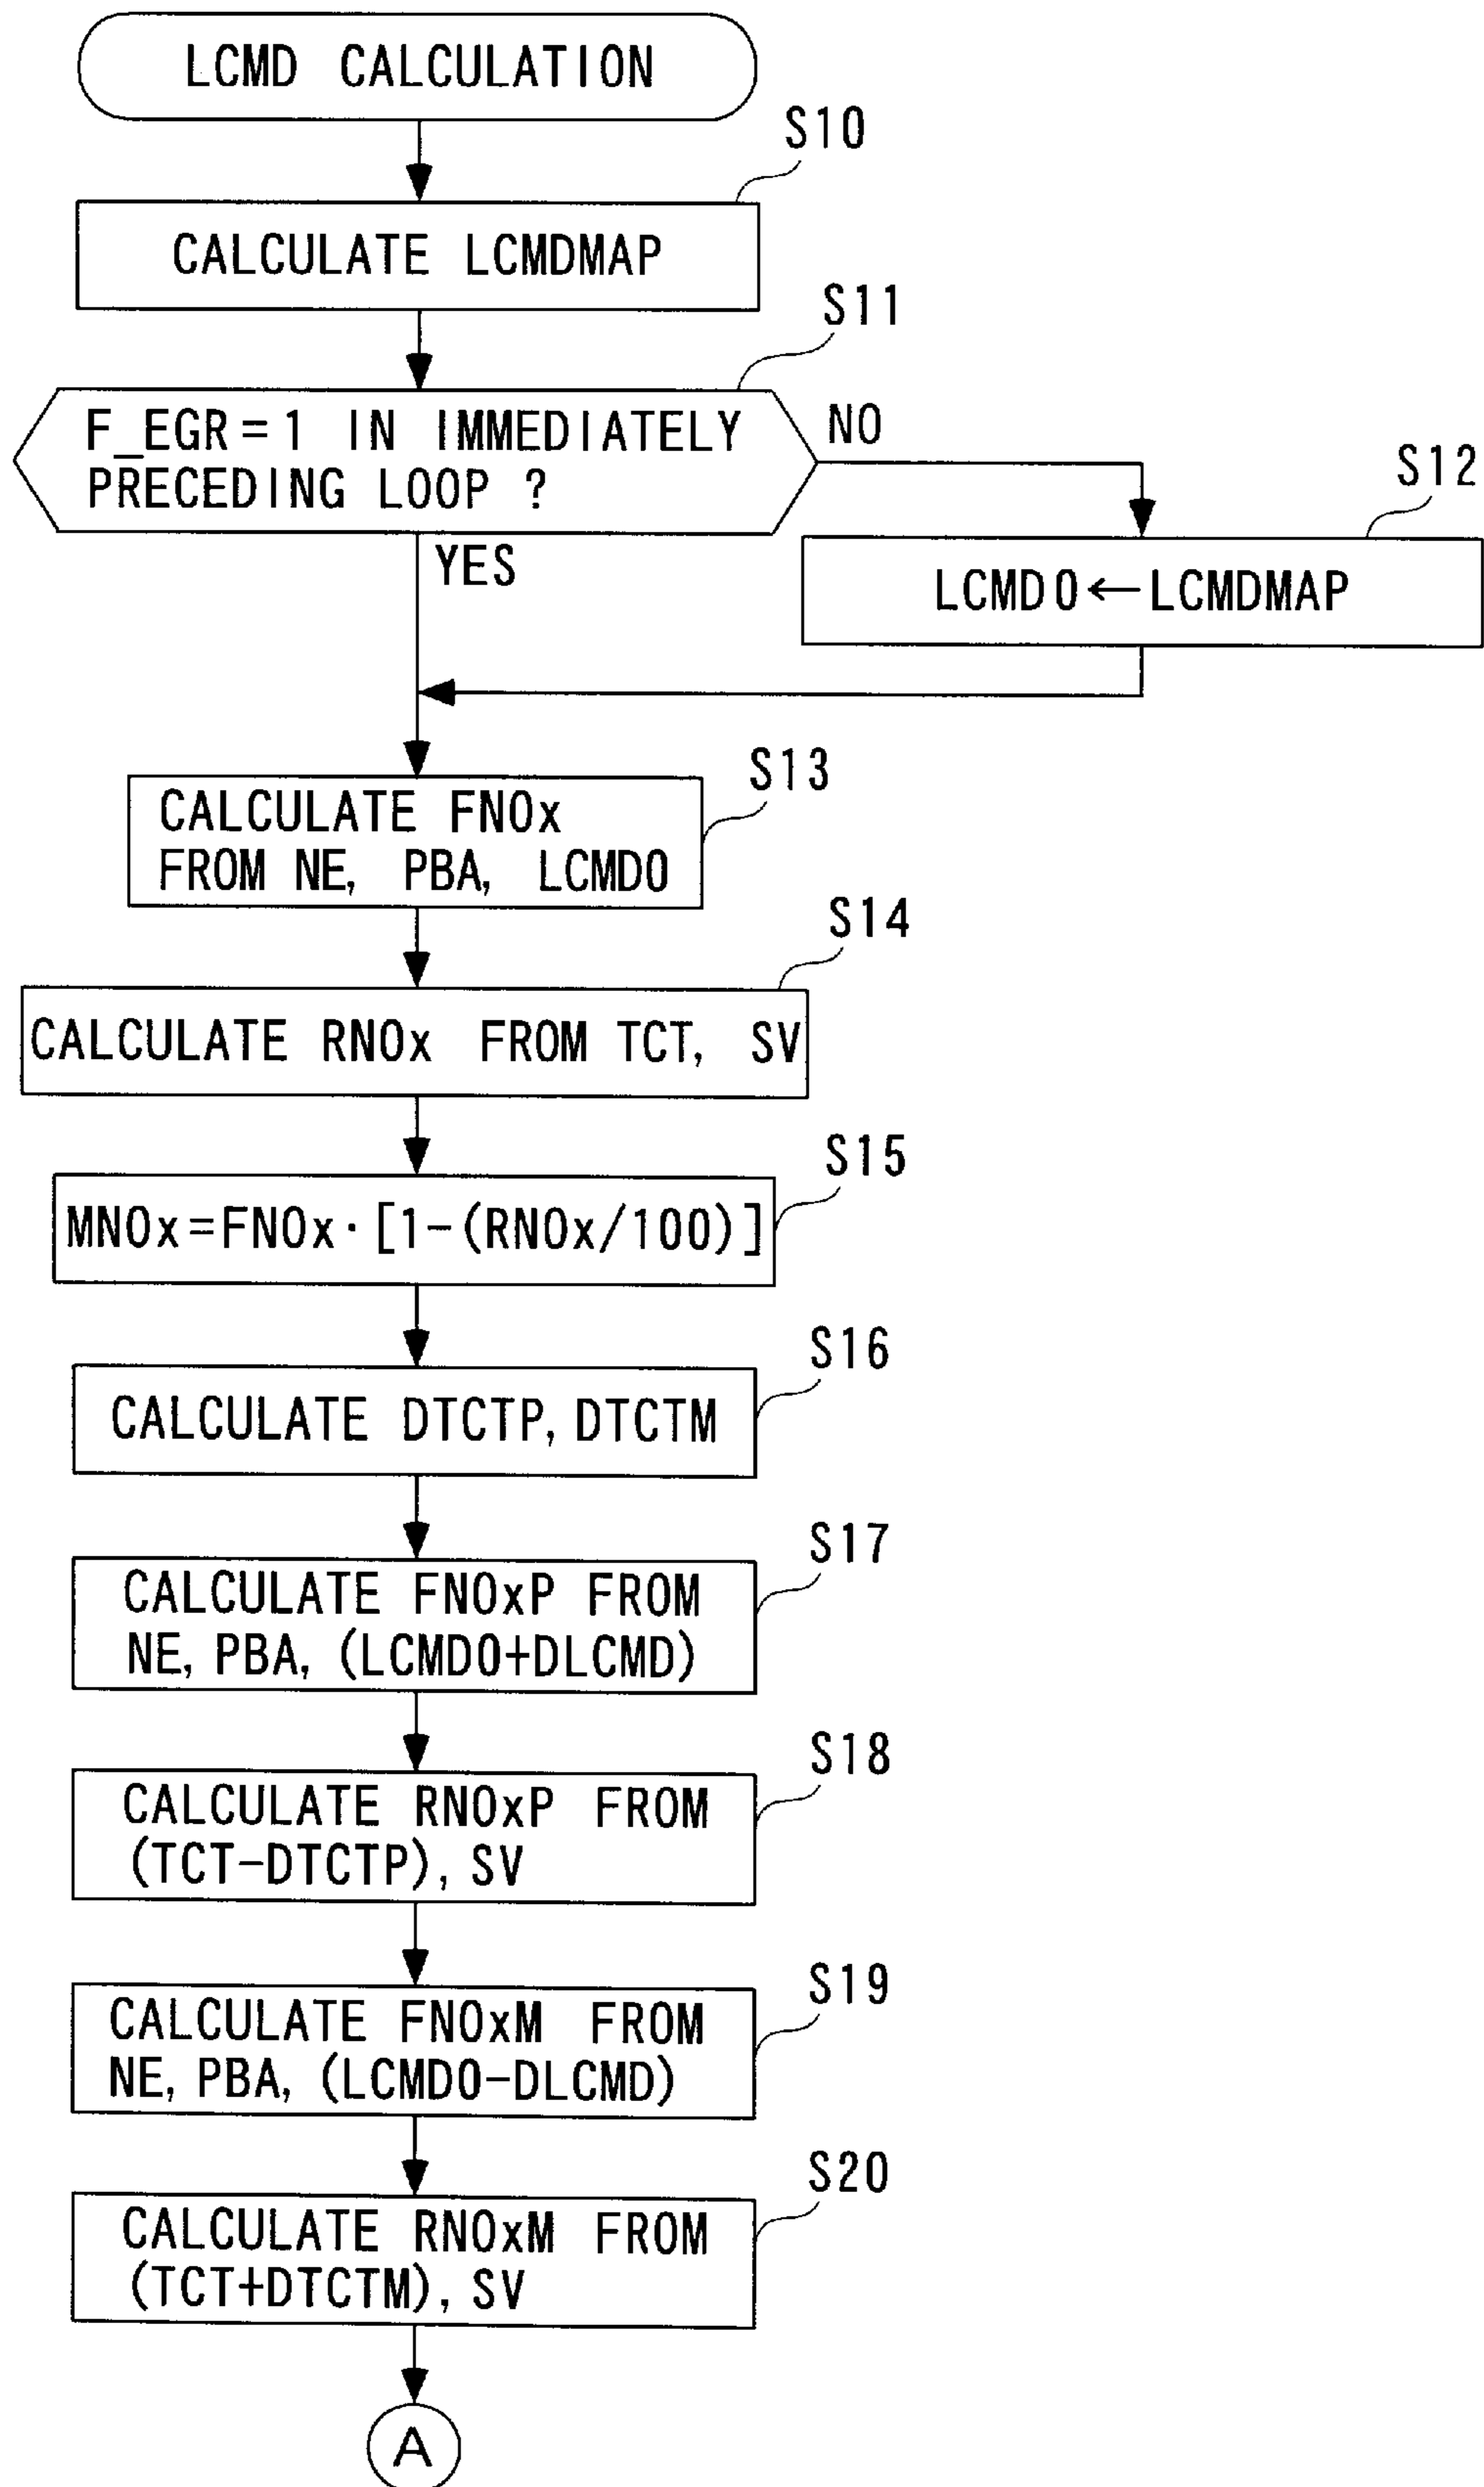 LCMD CALCULATION
S10
CALCULATE LCMDMAP
S11
F_EGR=1 IN IMMEDIATELY
PRECEDING LOOP ?
NO
YES
S12
LCMD0←LCMDMAP
S13
CALCULATE FNOx
FROM NE, PBA, LCMD0
S14
CALCULATE RNOx FROM TCT, SV
S15
MNOx=FNOx·[1-(RNOx/100)]
S16
CALCULATE DTCTP, DTCTM
S17
CALCULATE FNOxP FROM
NE, PBA, (LCMD0+DLCMD)
S18
CALCULATE RNOxP FROM
(TCT-DTCTP), SV
S19
CALCULATE FNOxM FROM
NE, PBA, (LCMD0-DLCMD)
S20
CALCULATE RNOxM FROM
(TCT+DTCTM), SV
A